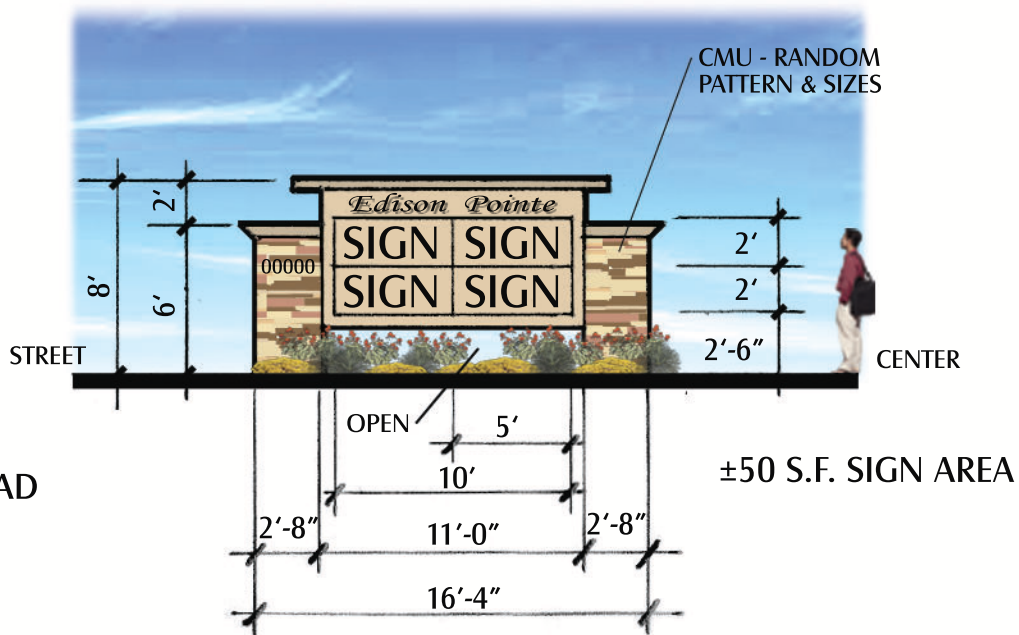 CMU - RANDOM
PATTERN & SIZES
2'
8'
6'
Edison Pointe
SIGN SIGN
00000
SIGN SIGN
2'
2'
2'-6"
STREET
CENTER
OPEN
5'
10'
AD
±50 S.F. SIGN AREA
2'-8" 11'-0" 2'-8"
16'-4"